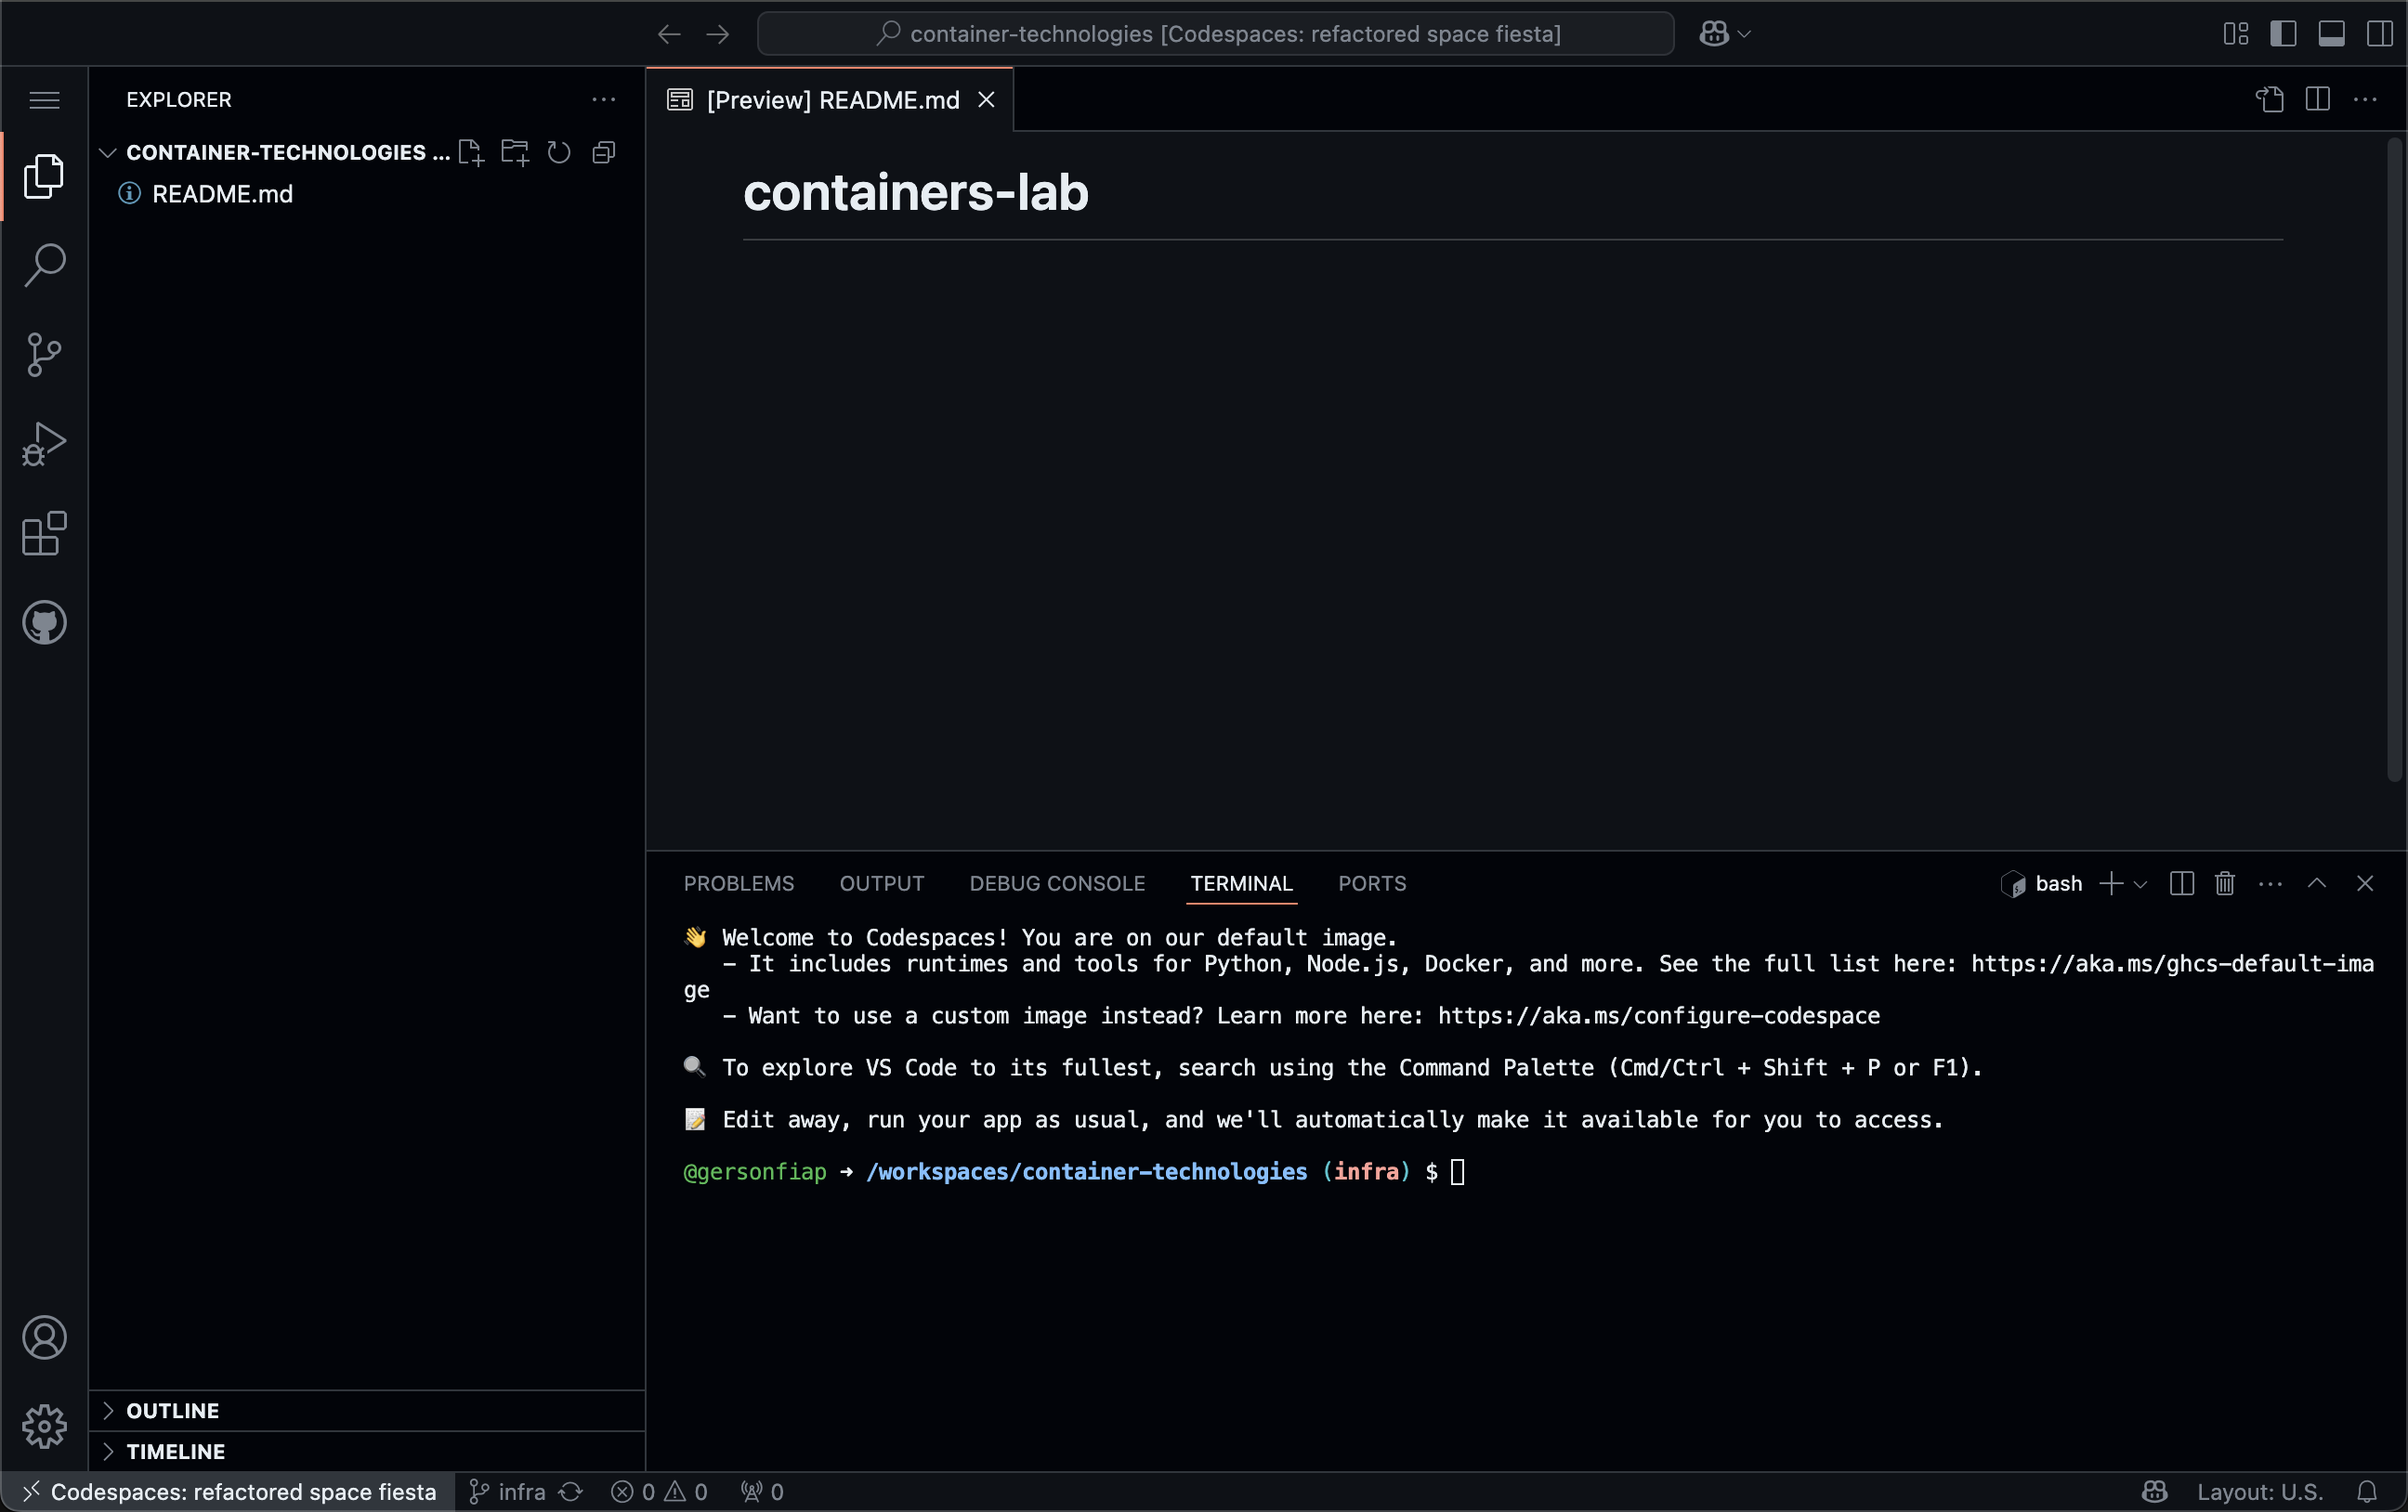 container-technologies [Codespaces: refactored space fiesta]
EXPLORER
CONTAINER-TECHNOLOGIES ...
README.md
[Preview] README.md
containers-lab
PROBLEMS OUTPUT DEBUG CONSOLE TERMINAL PORTS
bash
👋 Welcome to Codespaces! You are on our default image.
- It includes runtimes and tools for Python, Node.js, Docker, and more. See the full list here: https://aka.ms/ghcs-default-ima
ge
- Want to use a custom image instead? Learn more here: https://aka.ms/configure-codespace
🔍 To explore VS Code to its fullest, search using the Command Palette (Cmd/Ctrl + Shift + P or F1).
📝 Edit away, run your app as usual, and we'll automatically make it available for you to access.
@gersonfiap ➜ /workspaces/container-technologies (infra) $
OUTLINE
TIMELINE
Codespaces: refactored space fiesta infra 0 0 0 Layout: U.S.